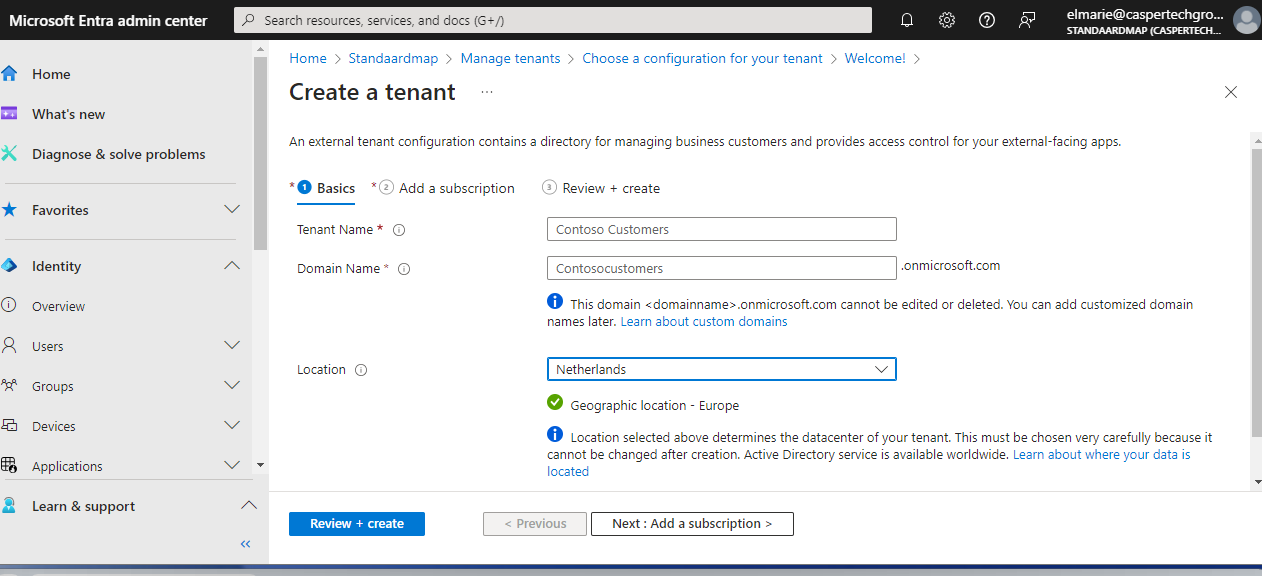 Microsoft Entra admin center
Search resources, services, and docs (G+/)
elmarie@caspertechgro...
STANDAARDMAP (CASPERTECH...
Home
What's new
Diagnose & solve problems
Favorites
Identity
Overview
Users
Groups
Devices
Applications
Learn & support
«
Home > Standaardmap > Manage tenants > Choose a configuration for your tenant > Welcome! >
Create a tenant ...
An external tenant configuration contains a directory for managing business customers and provides access control for your external-facing apps.
* 1 Basics * 2 Add a subscription 3 Review + create
Tenant Name *
Contoso Customers
Domain Name *
Contosocustomers
.onmicrosoft.com
This domain <domainname>.onmicrosoft.com cannot be edited or deleted. You can add customized domain
names later. Learn about custom domains
Location
Netherlands
Geographic location - Europe
Location selected above determines the datacenter of your tenant. This must be chosen very carefully because it
cannot be changed after creation. Active Directory service is available worldwide. Learn about where your data is
located
Review + create
< Previous
Next : Add a subscription >